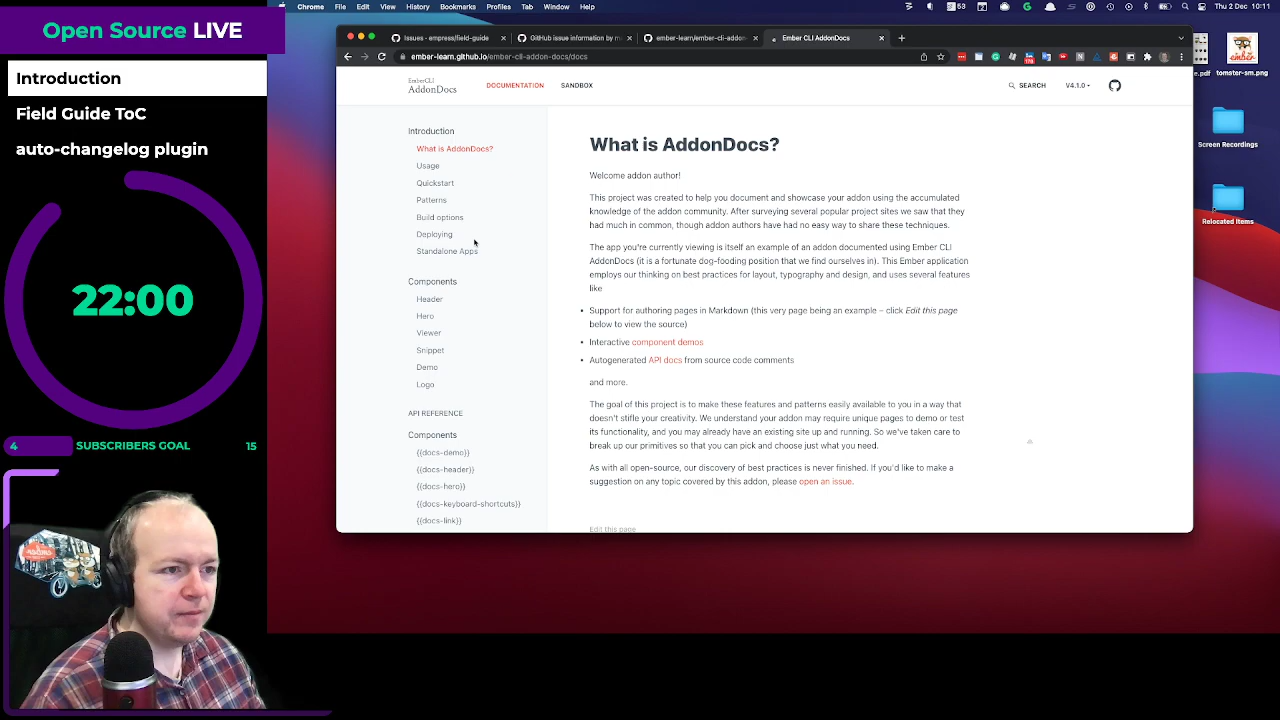 Open Source LIVE
Introduction
Field Guide ToC
auto-changelog plugin
22:00
4 SUBSCRIBERS GOAL 15
Chrome File Edit View History Bookmarks Profiles Tab Window Help
53
Thu 2 Dec 10:11
Issues - empress/field-guide
GitHub issue information by m
ember-learn/ember-cli-addon-
Ember CLI AddonDocs
ember-learn.github.io/ember-cli-addon-docs/docs
EmberCLI
AddonDocs
DOCUMENTATION
SANDBOX
SEARCH
V4.1.0
Introduction
What is AddonDocs?
Usage
Quickstart
Patterns
Build options
Deploying
Standalone Apps
Components
Header
Hero
Viewer
Snippet
Demo
Logo
API REFERENCE
Components
{{docs-demo}}
{{docs-header}}
{{docs-hero}}
{{docs-keyboard-shortcuts}}
{{docs-link}}
What is AddonDocs?
Welcome addon author!
This project was created to help you document and showcase your addon using the accumulated
knowledge of the addon community. After surveying several popular project sites we saw that they
had much in common, though addon authors have had no easy way to share these techniques.
The app you're currently viewing is itself an example of an addon documented using Ember CLI
AddonDocs (it is a fortunate dog-fooding position that we find ourselves in). This Ember application
employs our thinking on best practices for layout, typography and design, and uses several features
like
• Support for authoring pages in Markdown (this very page being an example – click Edit this page
below to view the source)
• Interactive component demos
• Autogenerated API docs from source code comments
and more.
The goal of this project is to make these features and patterns easily available to you in a way that
doesn't stifle your creativity. We understand your addon may require unique pages to demo or test
its functionality, and you may already have an existing site up and running. So we've taken care to
break up our primitives so that you can pick and choose just what you need.
As with all open-source, our discovery of best practices is never finished. If you'd like to make a
suggestion on any topic covered by this addon, please open an issue.
Edit this page
e.pdf
tomster-sm.png
Screen Recordings
Relocated Items